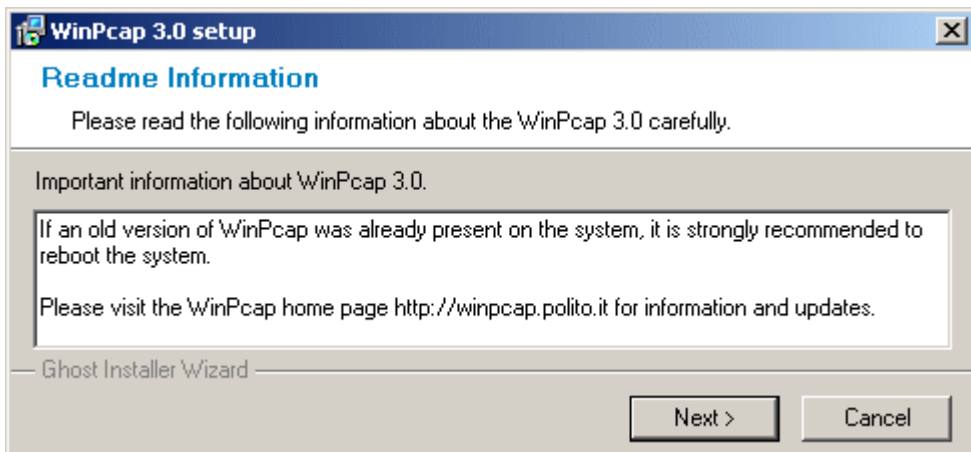 WinPcap 3.0 setup
Readme Information
Please read the following information about the WinPcap 3.0 carefully.
Important information about WinPcap 3.0.
If an old version of WinPcap was already present on the system, it is strongly recommended to
reboot the system.
Please visit the WinPcap home page http://winpcap.polito.it for information and updates.
Ghost Installer Wizard
Next >
Cancel